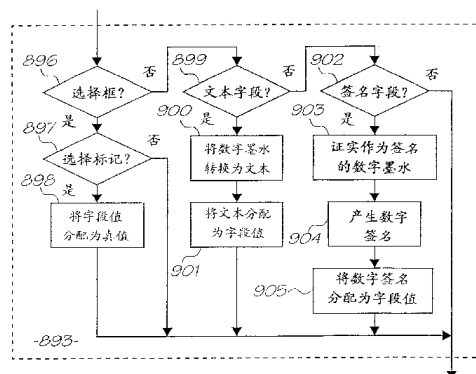 896
选择框?
否
是
897
选择标记?
否
是
898
将字段值
分配为真值
899
文本字段?
否
是
900
将数字墨水
转换为文本
将文本分配
为字段值
901
902
签名字段?
否
是
903
证实作为签名
的数字墨水
产生数字
签名
904
将数字签名
分配为字段值
905
-893-